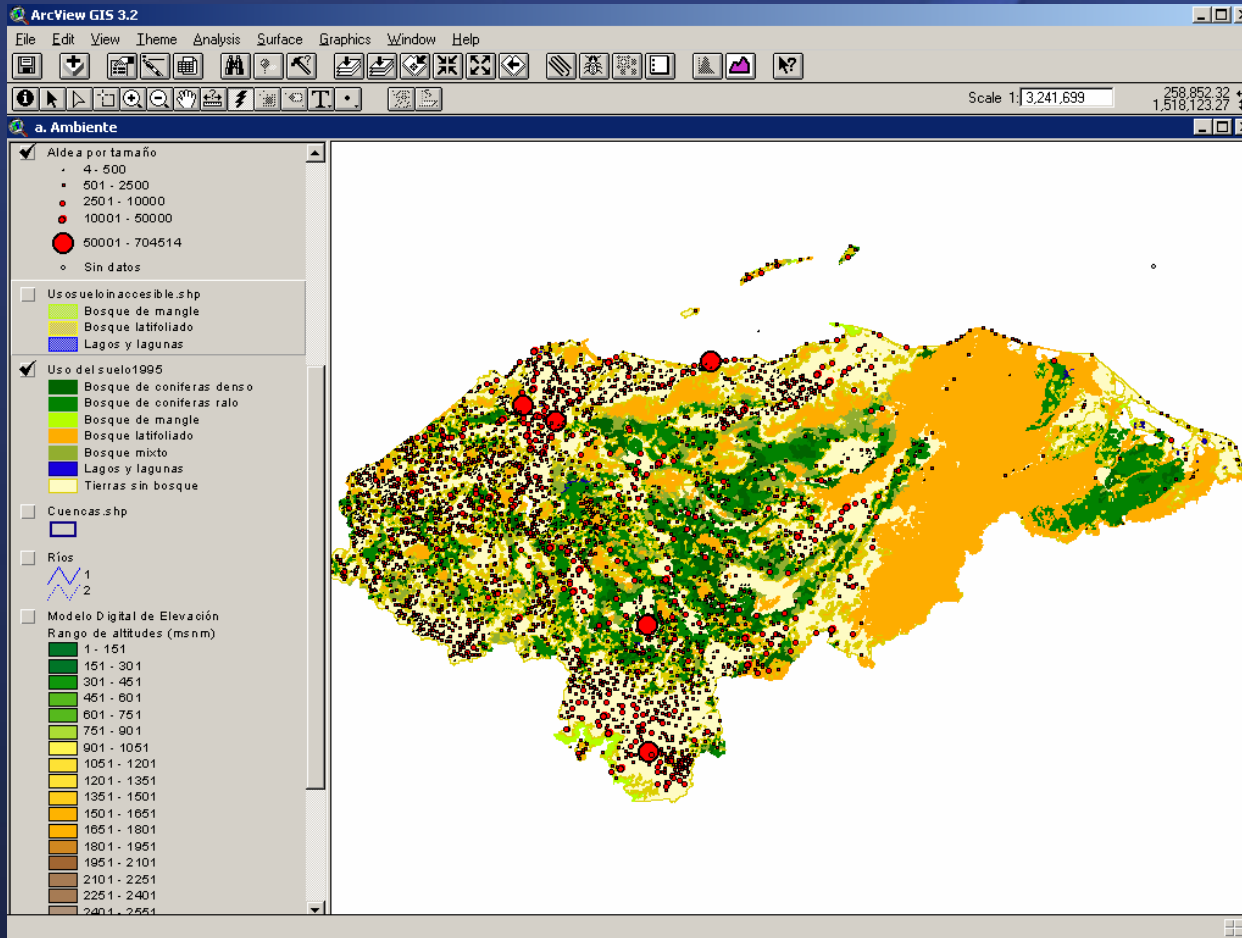 ArcView GIS 3.2
File Edit View Theme Analysis Surface Graphics Window Help
Scale 1: 3,241,699
258,852.32
1,518,123.27
a. Ambiente
Aldea por tamaño
4 - 500
501 - 2500
2501 - 10000
10001 - 50000
50001 - 704514
Sin datos
Usosueloinaccesible.shp
Bosque de mangle
Bosque latifoliado
Lagos y lagunas
Uso del suelo1995
Bosque de coniferas denso
Bosque de coniferas ralo
Bosque de mangle
Bosque latifoliado
Bosque mixto
Lagos y lagunas
Tierras sin bosque
Cuencas.shp
Ríos
1
2
Modelo Digital de Elevación
Rango de altitudes (msnm)
1 - 151
151 - 301
301 - 451
451 - 601
601 - 751
751 - 901
901 - 1051
1051 - 1201
1201 - 1351
1351 - 1501
1501 - 1651
1651 - 1801
1801 - 1951
1951 - 2101
2101 - 2251
2251 - 2401
2401 - 2551